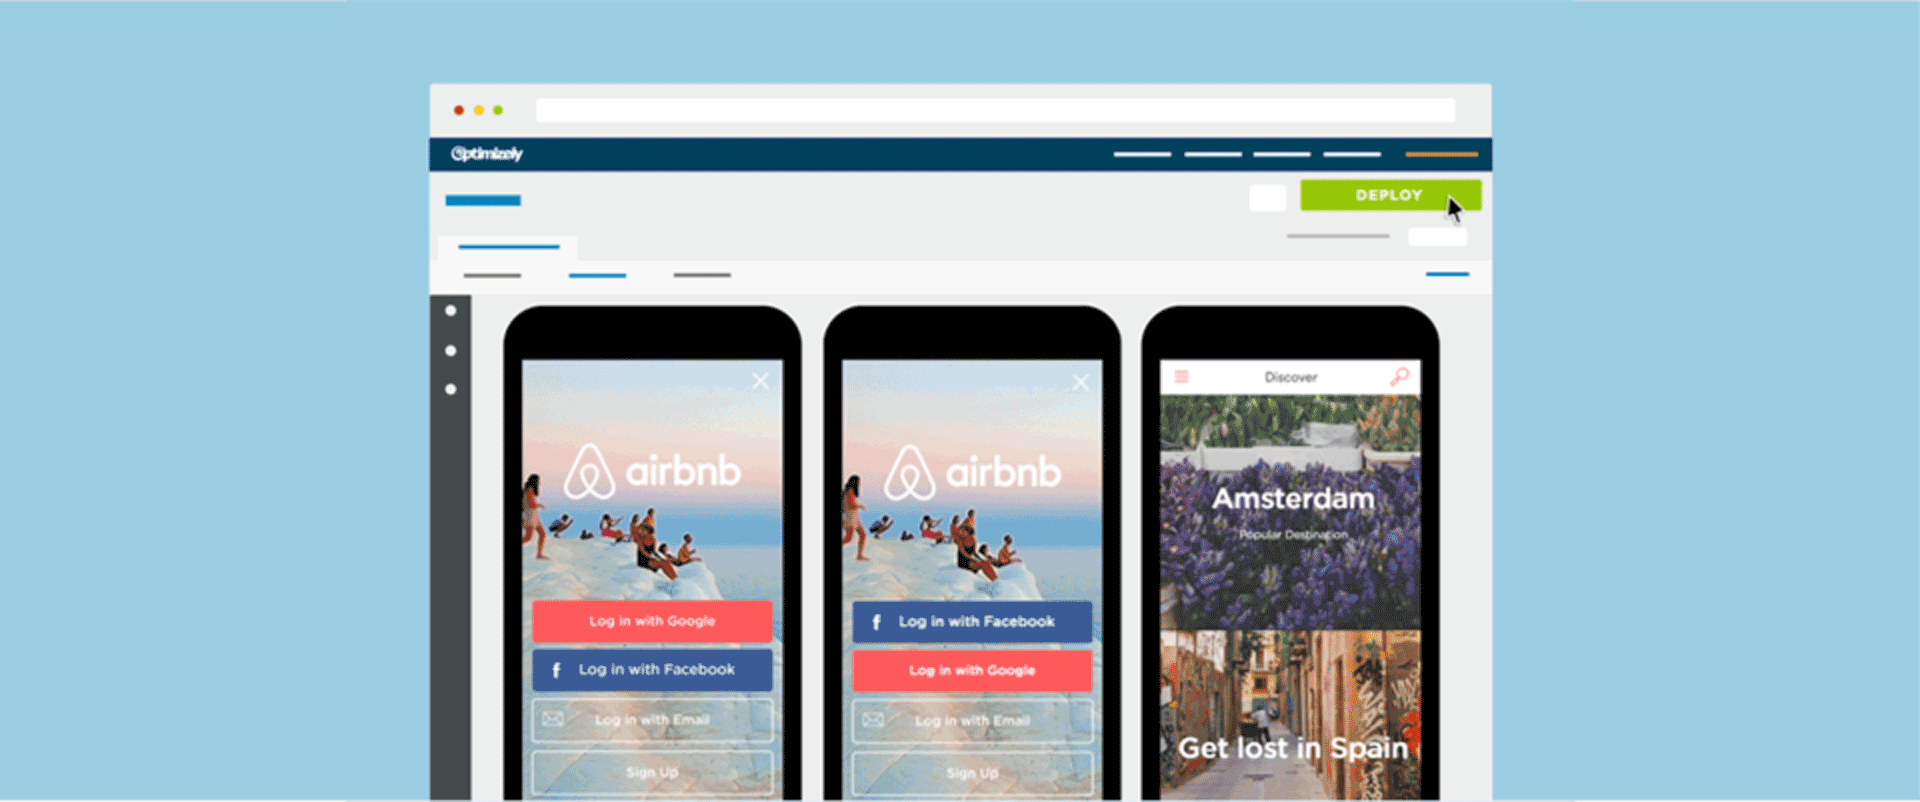 Optimizely
DEPLOY
airbnb
Log in with Google
f Log in with Facebook
Log in with Email
Sign Up
airbnb
f Log in with Facebook
Log in with Google
Log in with Email
Sign Up
Discover
Amsterdam
Popular Destination
Get lost in Spain